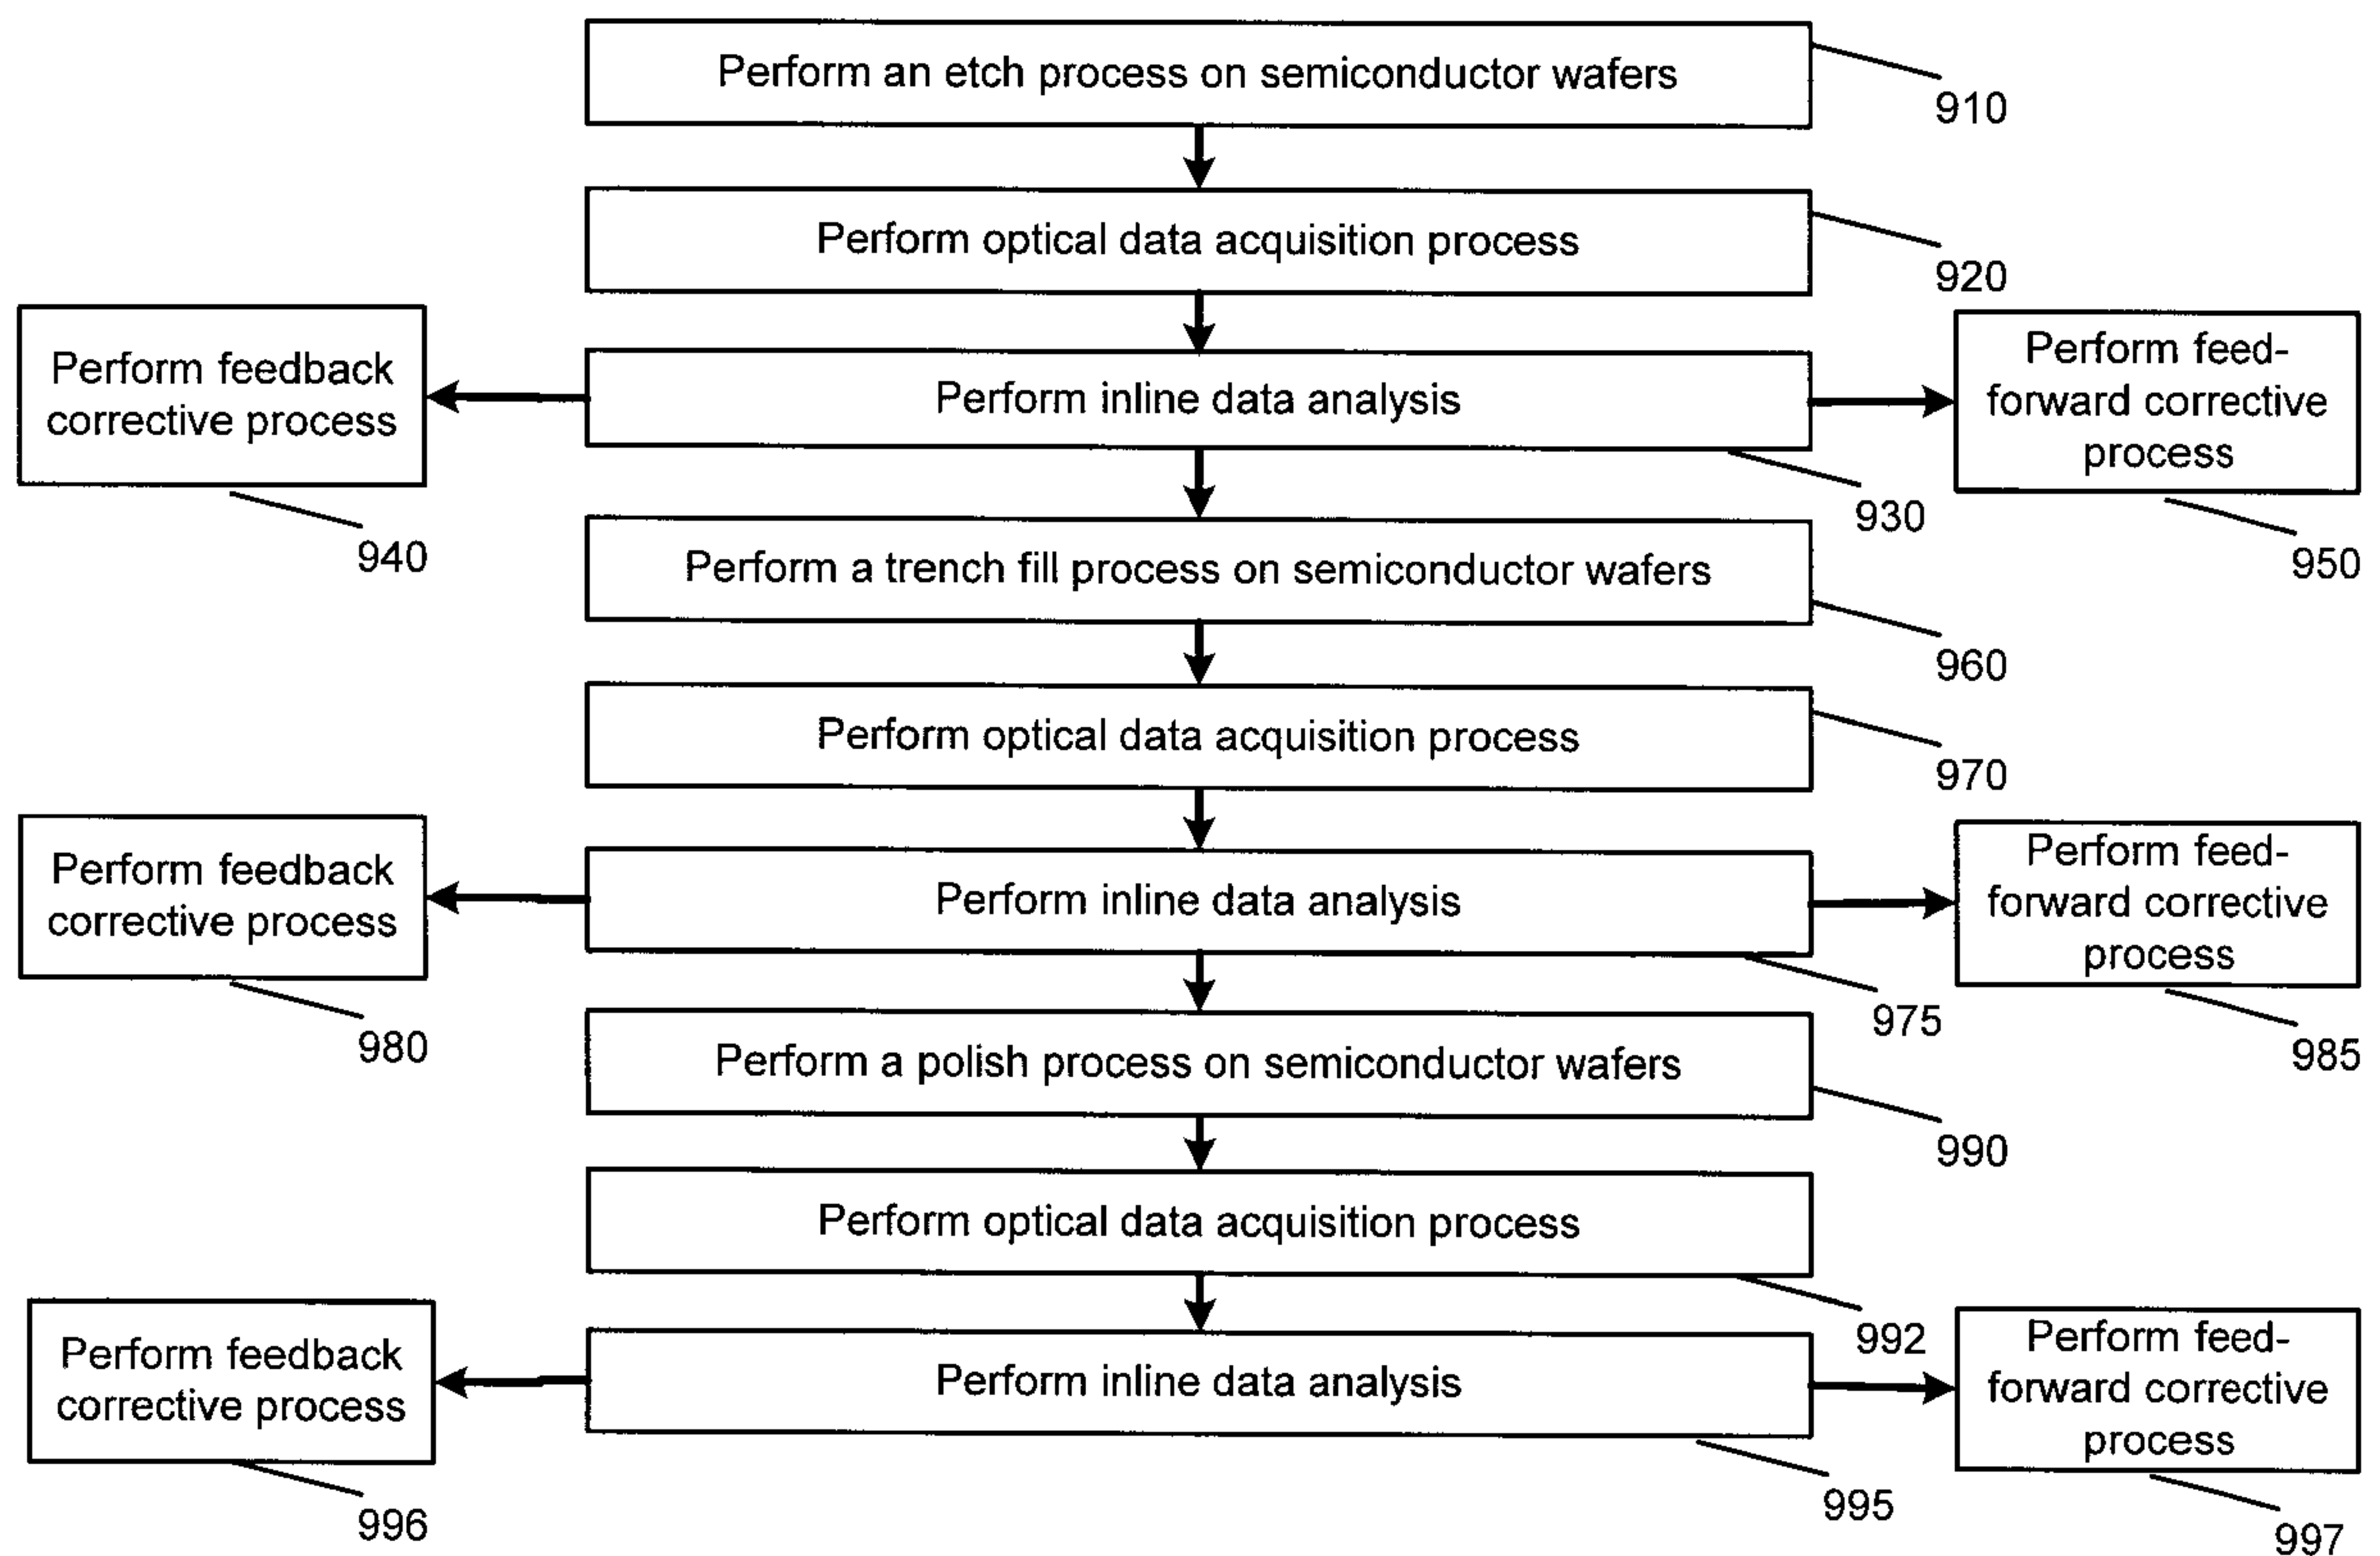 Perform an etch process on semiconductor wafers
910
Perform optical data acquisition process
920
Perform feedback
corrective process
940
Perform inline data analysis
930
Perform feed-
forward corrective
process
950
Perform a trench fill process on semiconductor wafers
960
Perform optical data acquisition process
970
Perform feedback
corrective process
980
Perform inline data analysis
975
Perform feed-
forward corrective
process
985
Perform a polish process on semiconductor wafers
990
Perform optical data acquisition process
992
Perform feedback
corrective process
996
Perform inline data analysis
995
Perform feed-
forward corrective
process
997